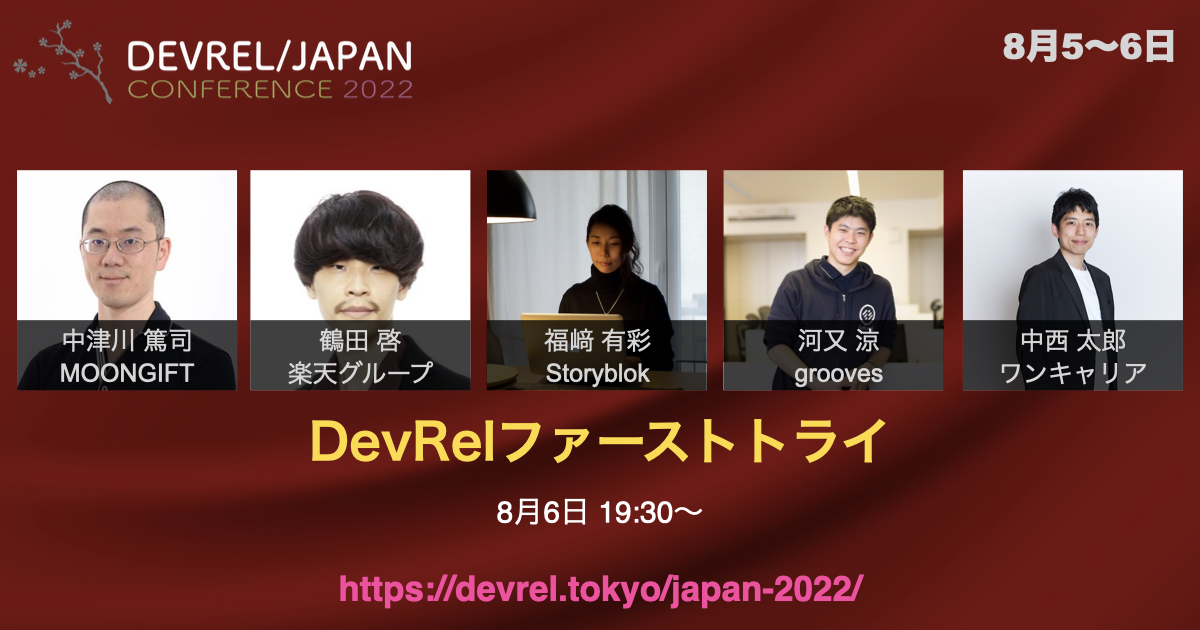 DEVREL/JAPAN
CONFERENCE 2022
8月5〜6日
中津川 篤司
MOONGIFT
鶴田 啓
楽天グループ
福﨑 有彩
Storyblok
河又 涼
grooves
中西 太郎
ワンキャリア
DevRelファーストトライ
8月6日 19:30〜
https://devrel.tokyo/japan-2022/